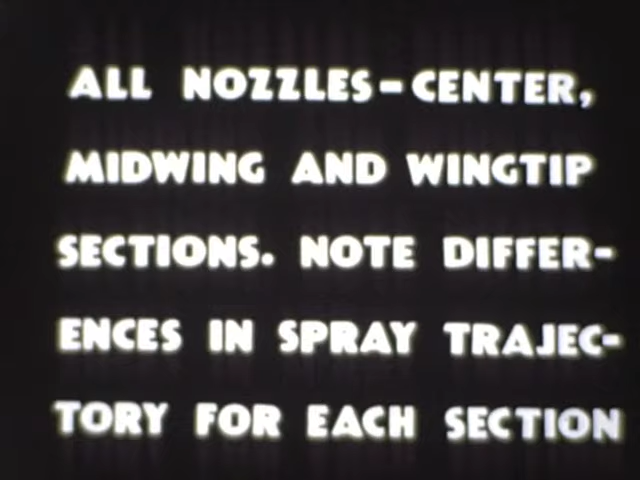 ALL NOZZLES-CENTER,
MIDWING AND WINGTIP
SECTIONS. NOTE DIFFER-
ENCES IN SPRAY TRAJEC-
TORY FOR EACH SECTION